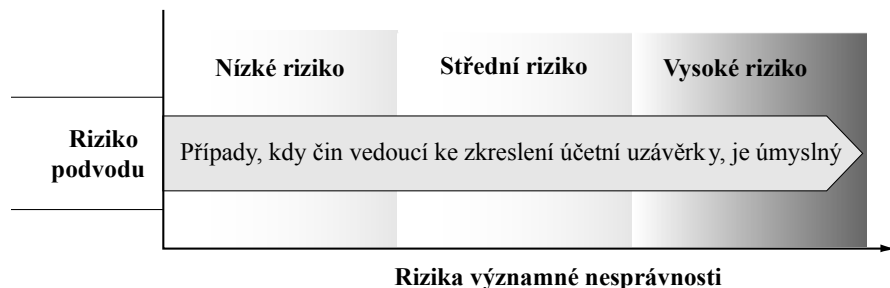 Nízké riziko
Střední riziko
Vysoké riziko
Riziko
podvodu
Případy, kdy čin vedoucí ke zkreslení účetní uzávěrky, je úmyslný
Rizika významné nesprávnosti